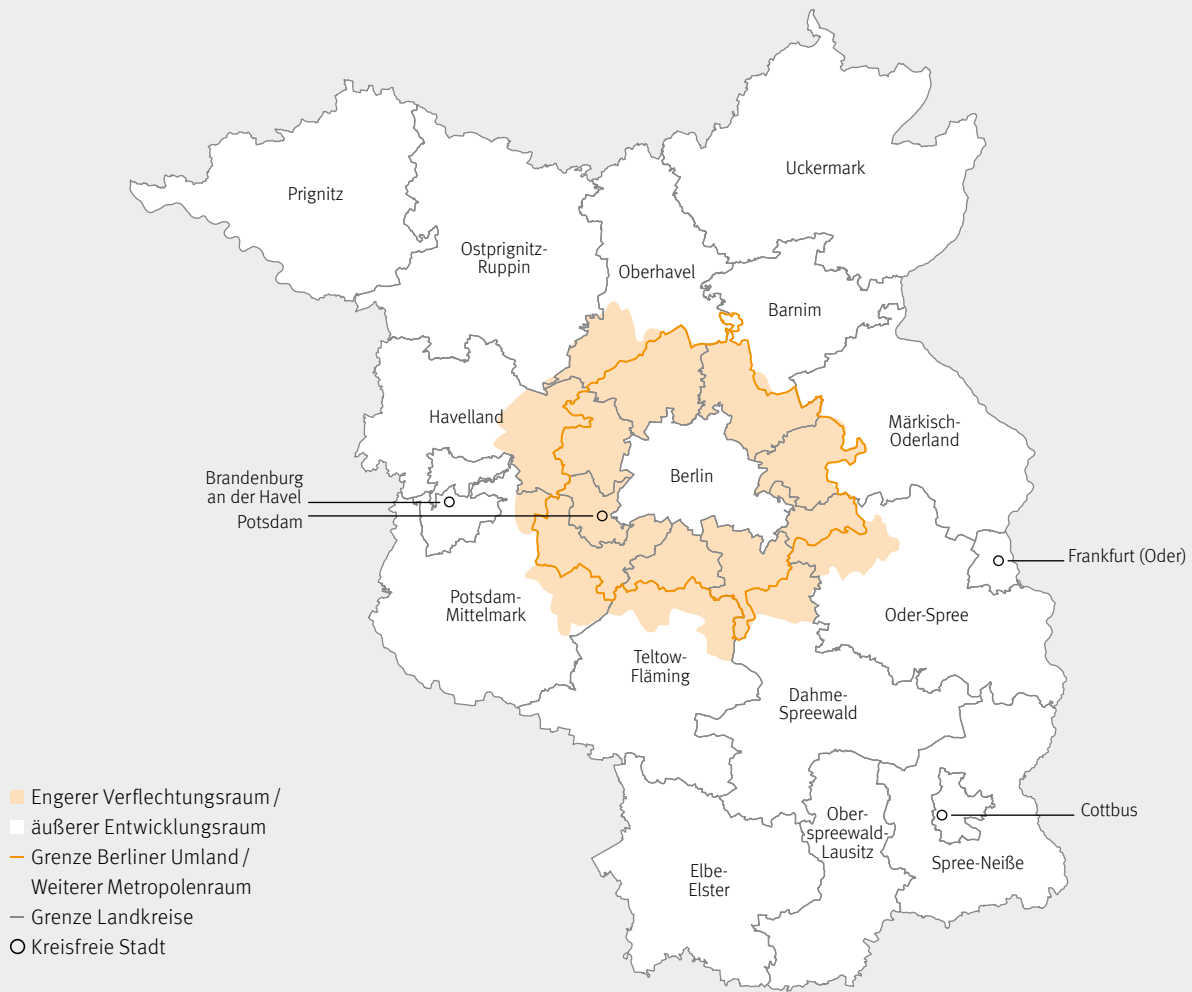 Uckermark
Prignitz
Ostprignitz-
Ruppin
Oberhavel
Barnim
Havelland
Märkisch-
Oderland
Berlin
Brandenburg
an der Havel
Potsdam
Frankfurt (Oder)
Potsdam-
Mittelmark
Oder-Spree
Teltow-
Fläming
Dahme-
Spreewald
Cottbus
Ober-
spreewald-
Lausitz
Spree-Neiße
Elbe-
Elster
Engerer Verflechtungsraum /
äußerer Entwicklungsraum
Grenze Berliner Umland /
Weiterer Metropolenraum
Grenze Landkreise
Kreisfreie Stadt